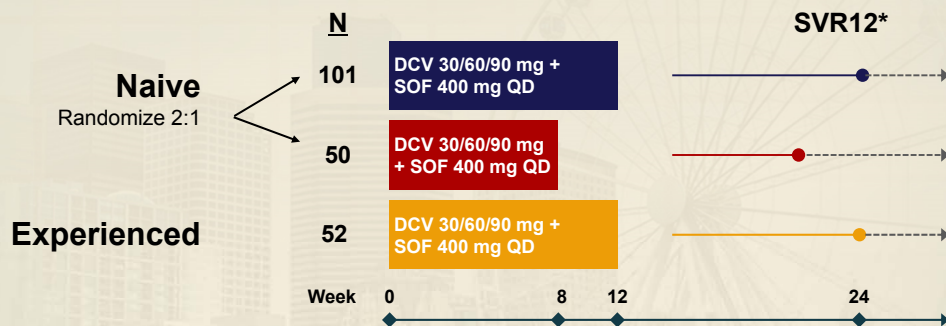 N
SVR12*
Naive
Randomize 2:1
101
DCV 30/60/90 mg +
SOF 400 mg QD
50
DCV 30/60/90 mg
+ SOF 400 mg QD
Experienced
52
DCV 30/60/90 mg +
SOF 400 mg QD
Week
0
8
12
24